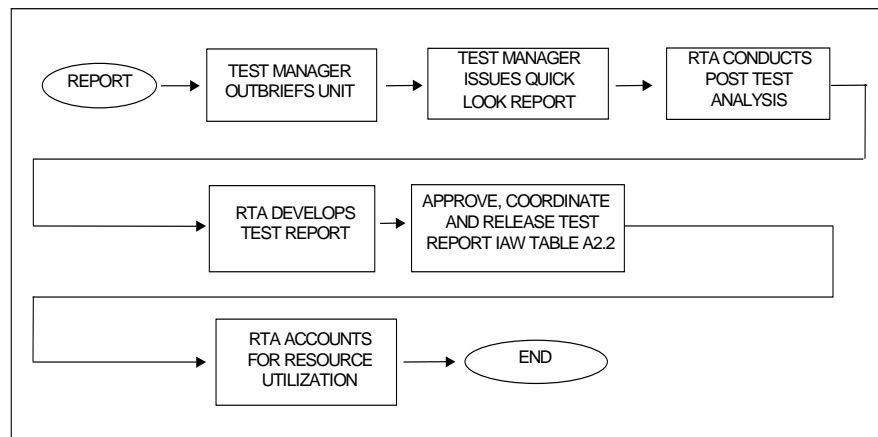 REPORT
TEST MANAGER
OUTBRIEFS UNIT
TEST MANAGER
ISSUES QUICK
LOOK REPORT
RTA CONDUCTS
POST TEST
ANALYSIS
RTA DEVELOPS
TEST REPORT
APPROVE, COORDINATE
AND RELEASE TEST
REPORT IAW TABLE A2.2
RTA ACCOUNTS
FOR RESOURCE
UTILIZATION
END